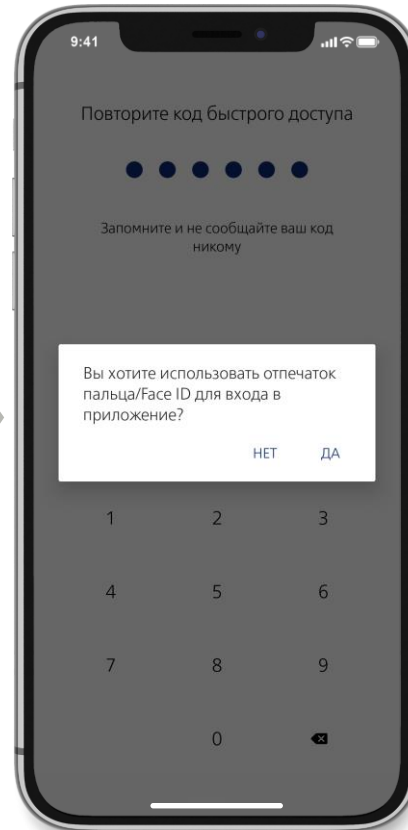 9:41
Повторите код быстрого доступа
Запомните и не сообщайте ваш код
никому
Вы хотите использовать отпечаток
пальца/Face ID для входа в
приложение?
НЕТ ДА
1 2 3
4 5 6
7 8 9
0